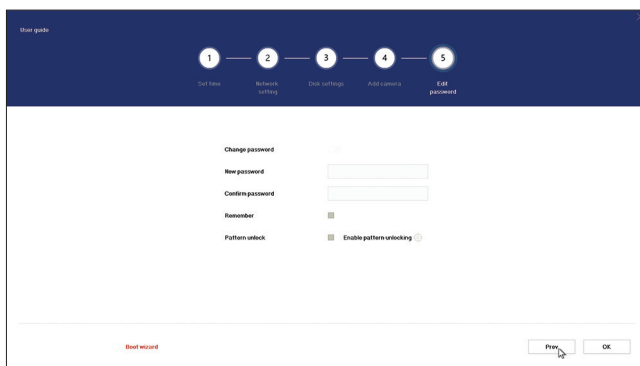 User guide
1 2 3 4 5
Set time Network setting Disk settings Add camera Edit password
Change password
New password
Confirm password
Remember
Pattern unlock Enable pattern unlocking
Boot wizard Prev OK